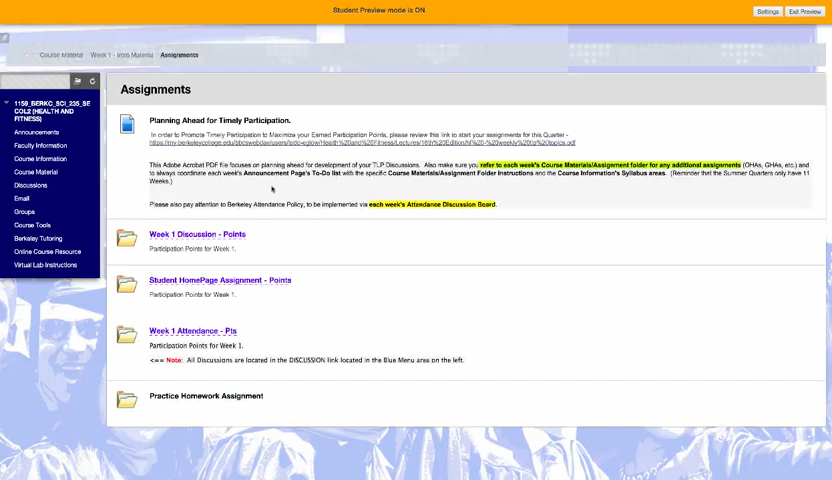 Student Preview mode is ON
Settings
Exit Preview
Course Material
Week 1 - Intro Material
Assignments
1159_BERKC_SCI_235_SE
COL2 (HEALTH AND
FITNESS)
Announcements
Faculty Information
Course Information
Course Material
Discussions
Email
Groups
Course Tools
Berkeley Tutoring
Online Course Resource
Virtual Lab Instructions
Assignments
Planning Ahead for Timely Participation.
In order to Promote Timely Participation to Maximize your Earned Participation Points, please review this link to start your assignments for this Quarter -
This Adobe Acrobat PDF file focuses on planning ahead for development of your TLP Discussions. Also make sure you refer to each week's Course Materials/Assignment folder for any additional assignments (OHAs, GHAs, etc.) and
to always coordinate each week's Announcement Page's To-Do list with the specific Course Materials/Assignment Folder Instructions and the Course Information's Syllabus areas. (Reminder that the Summer Quarters only have 11
Weeks.)
Please also pay attention to Berkeley Attendance Policy, to be implemented via each week's Attendance Discussion Board.
Week 1 Discussion - Points
Participation Points for Week 1.
Student HomePage Assignment - Points
Participation Points for Week 1.
Week 1 Attendance - Pts
Participation Points for Week 1.
<== Note: All Discussions are located in the DISCUSSION link located in the Blue Menu area on the left.
Practice Homework Assignment